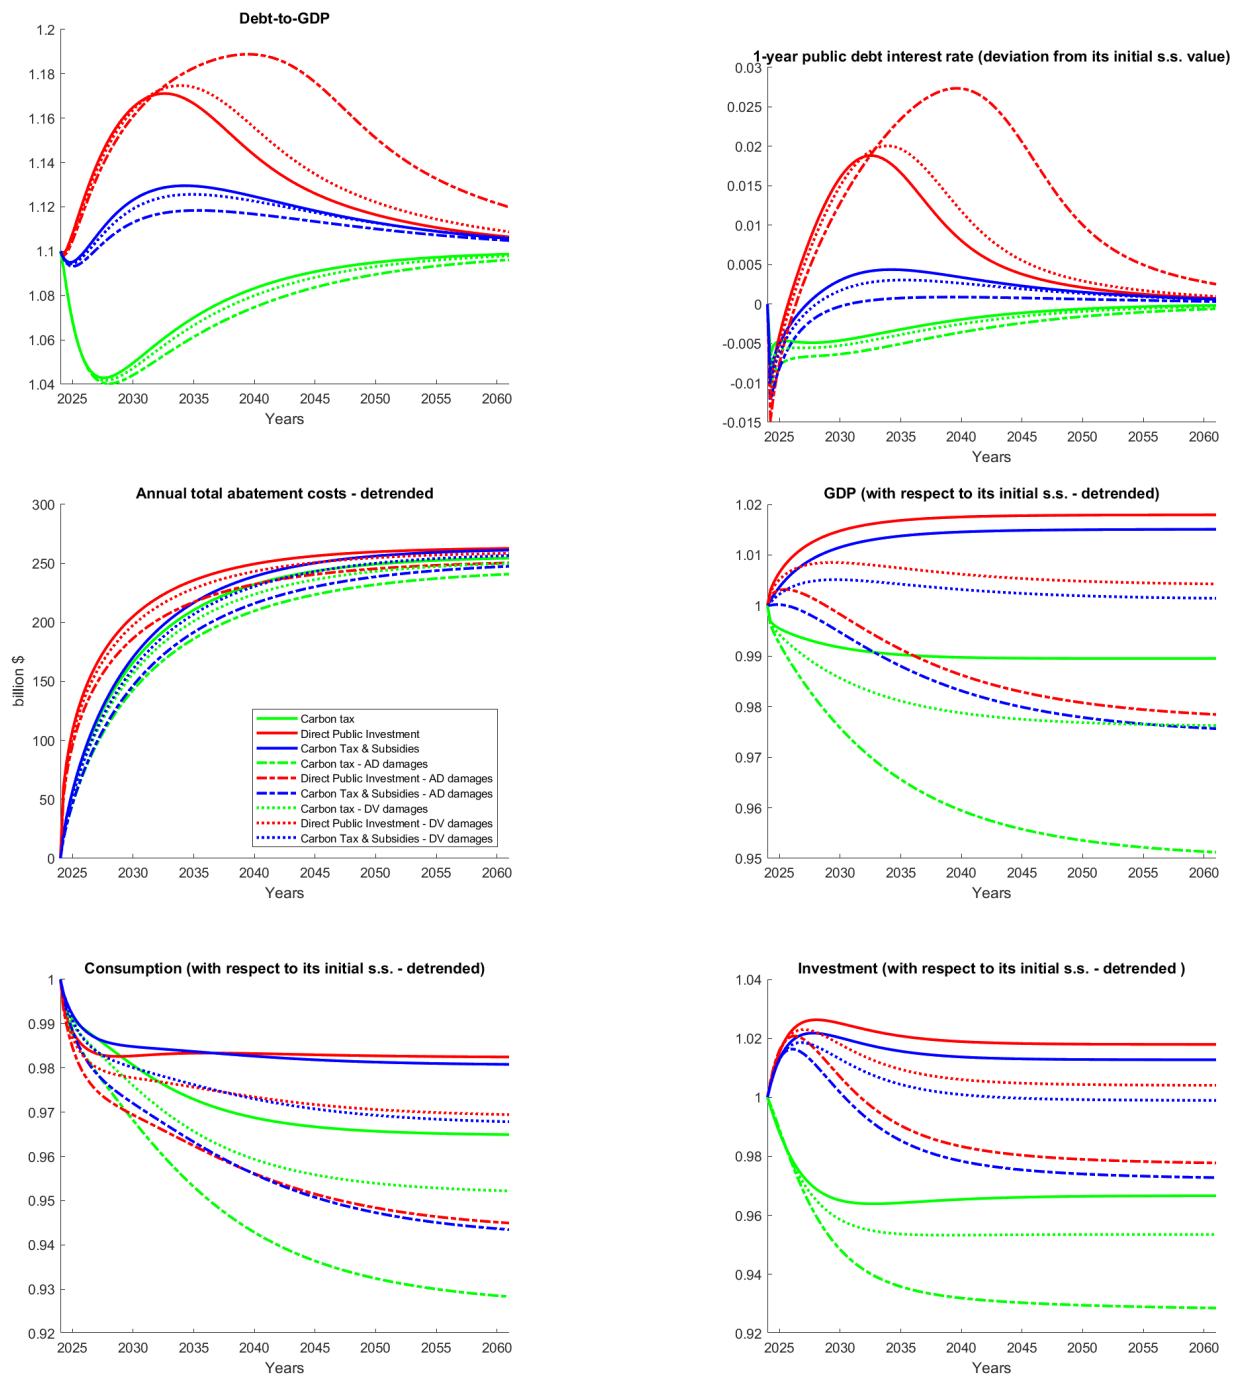 Debt-to-GDP
1.2
1.18
1.16
1.14
1.12
1.1
1.08
1.06
1.04
2025 2030 2035 2040 2045 2050 2055 2060
Years
1-year public debt interest rate (deviation from its initial s.s. value)
0.03
0.025
0.02
0.015
0.01
0.005
0
-0.005
-0.01
-0.015
2025 2030 2035 2040 2045 2050 2055 2060
Years
Annual total abatement costs - detrended
billion $
300
250
200
150
100
50
0
Carbon tax
Direct Public Investment
Carbon Tax & Subsidies
Carbon tax - AD damages
Direct Public Investment - AD damages
Carbon Tax & Subsidies - AD damages
Carbon tax - DV damages
Direct Public Investment - DV damages
Carbon Tax & Subsidies - DV damages
2025 2030 2035 2040 2045 2050 2055 2060
Years
GDP (with respect to its initial s.s. - detrended)
1.02
1.01
1
0.99
0.98
0.97
0.96
0.95
2025 2030 2035 2040 2045 2050 2055 2060
Years
Consumption (with respect to its initial s.s. - detrended)
1
0.99
0.98
0.97
0.96
0.95
0.94
0.93
0.92
2025 2030 2035 2040 2045 2050 2055 2060
Years
Investment (with respect to its initial s.s. - detrended )
1.04
1.02
1
0.98
0.96
0.94
0.92
2025 2030 2035 2040 2045 2050 2055 2060
Years